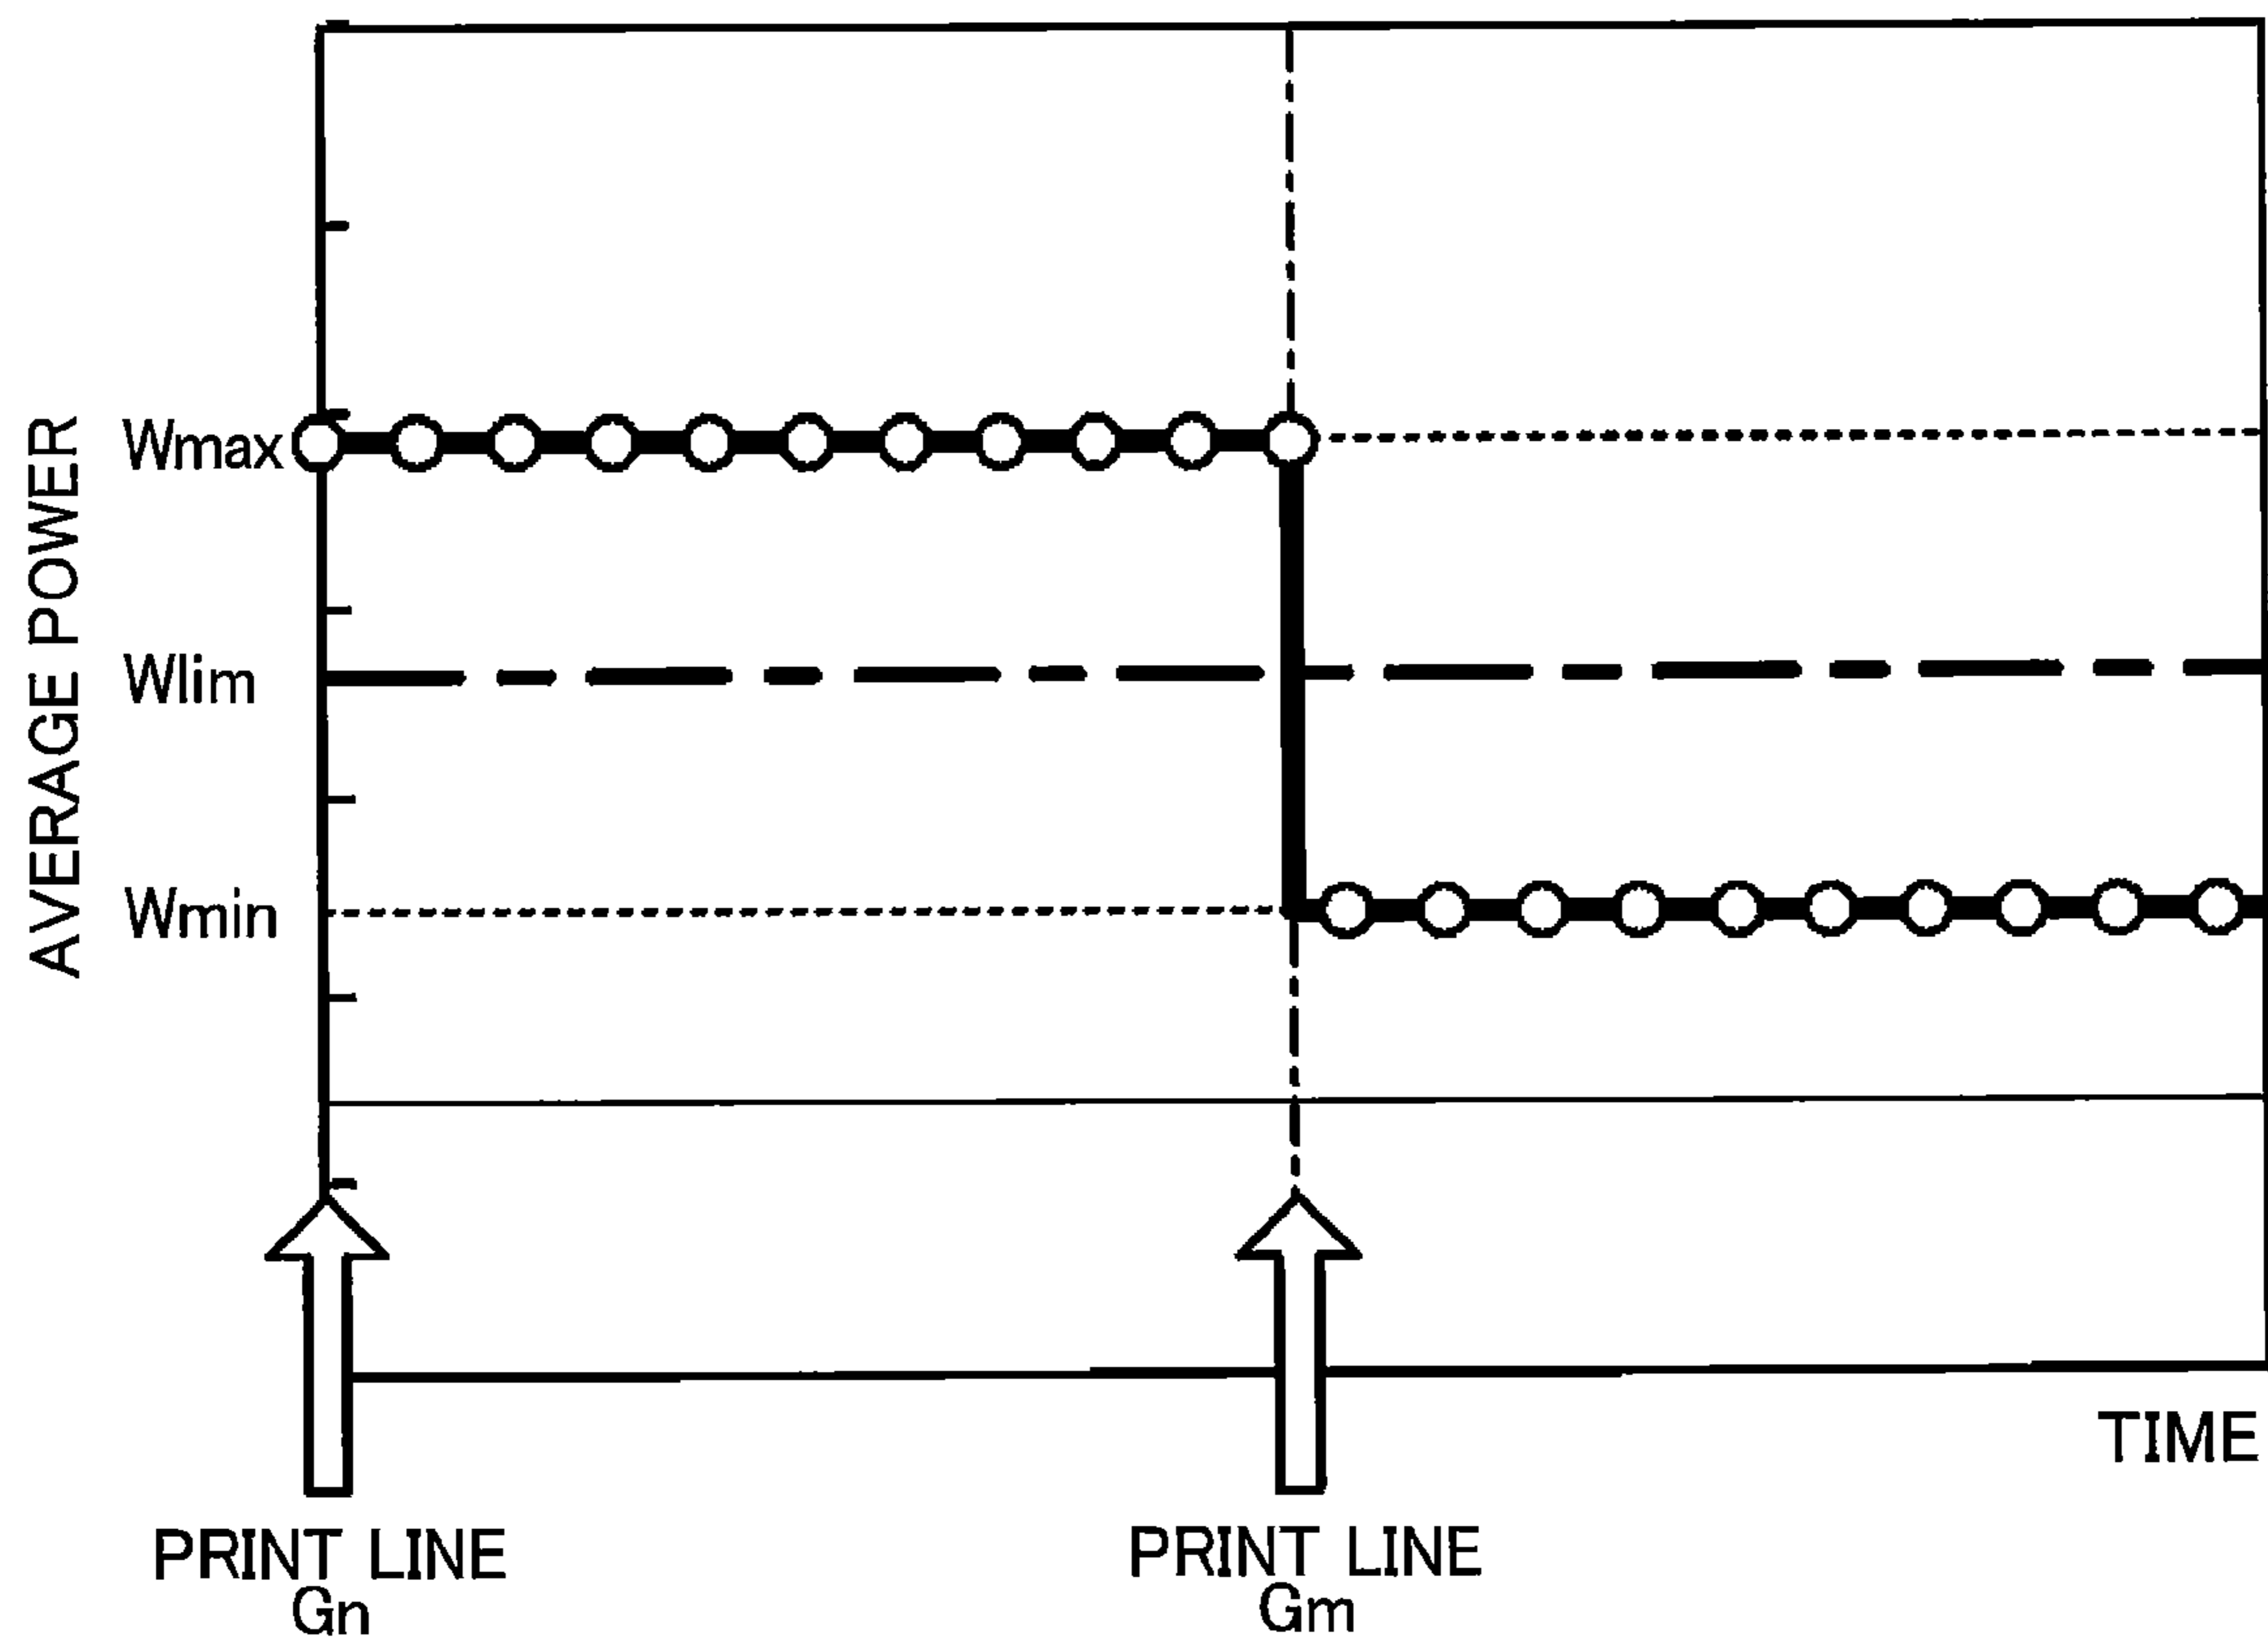 AVERAGE POWER
Wmax
Wlim
Wmin
TIME
PRINT LINE
Gn
PRINT LINE
Gm